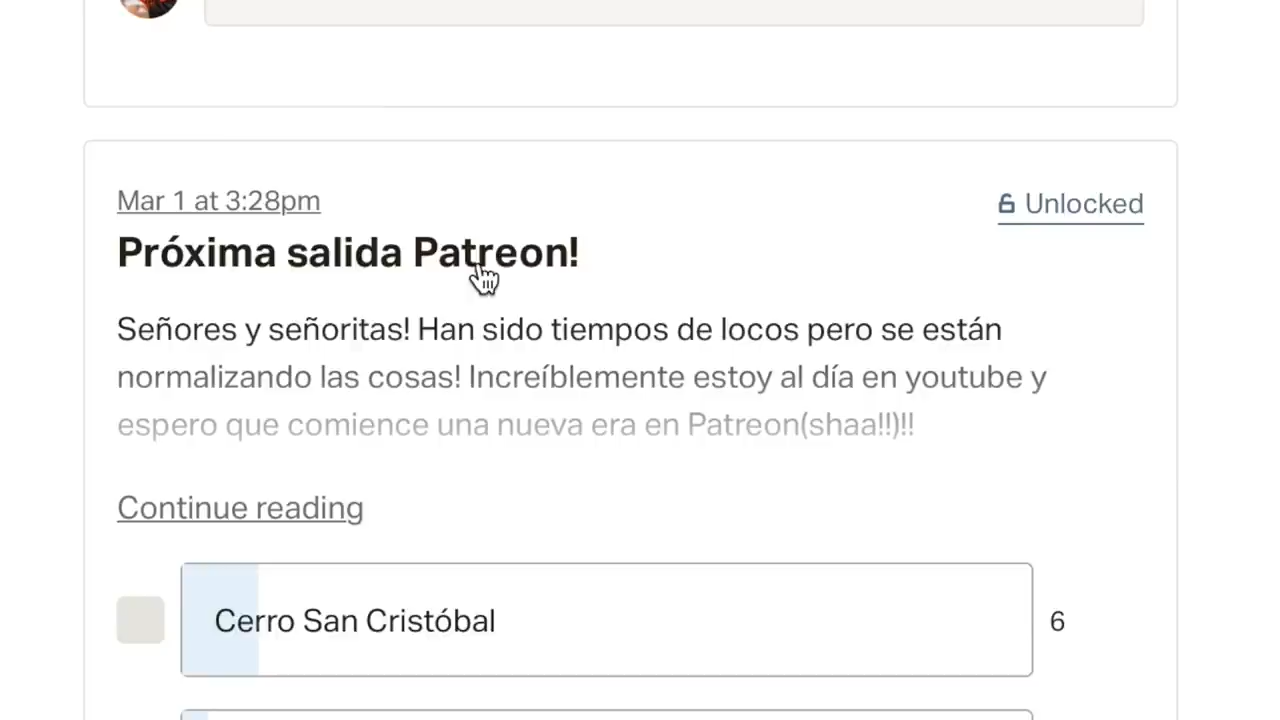 Mar 1 at 3:28pm
Unlocked
Próxima salida Patreon!
Señores y señoritas! Han sido tiempos de locos pero se están
normalizando las cosas! Increíblemente estoy al día en youtube y
espero que comience una nueva era en Patreon(shaa!!)!!
Continue reading
Cerro San Cristóbal
6